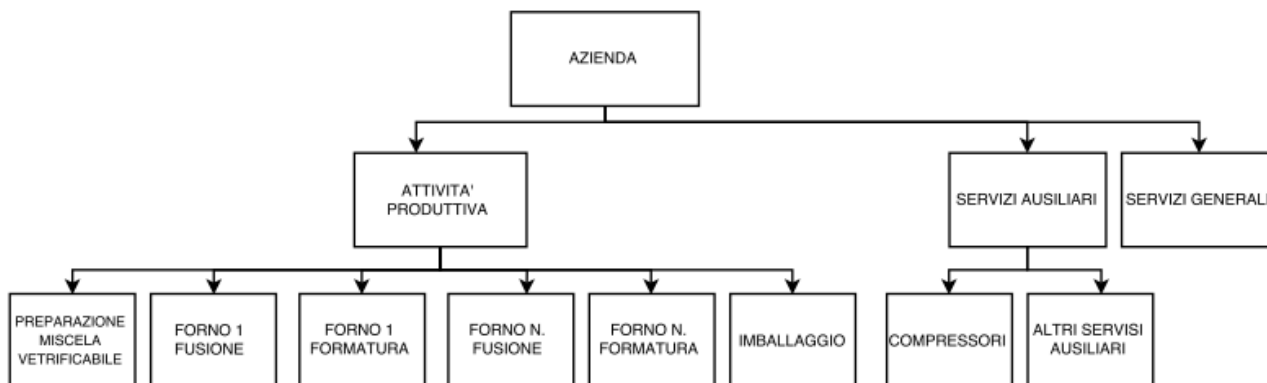 AZIENDA
ATTIVITA'
PRODUTTIVA
SERVIZI AUSILIARI
SERVIZI GENERALI
PREPARAZIONE
MISCELA
VETRIFICABILE
FORNO 1
FUSIONE
FORNO 1
FORMATURA
FORNO N.
FUSIONE
FORNO N.
FORMATURA
IMBALLAGGIO
COMPRESSORI
ALTRI SERVISI
AUSILIARI